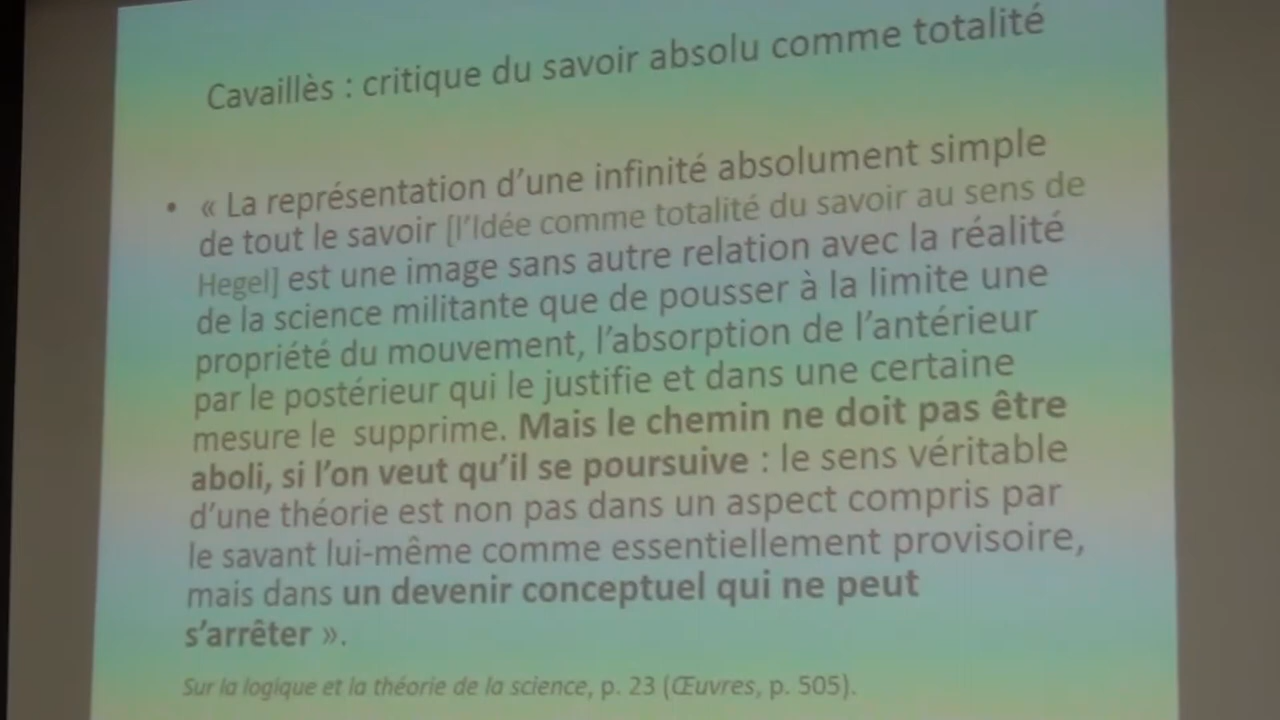 Cavaillès : critique du savoir absolu comme totalité
• « La représentation d’une infinité absolument simple
de tout le savoir [l’Idée comme totalité du savoir au sens de
Hegel] est une image sans autre relation avec la réalité
de la science militante que de pousser à la limite une
propriété du mouvement, l’absorption de l’antérieur
par le postérieur qui le justifie et dans une certaine
mesure le supprime. Mais le chemin ne doit pas être
aboli, si l’on veut qu’il se poursuive : le sens véritable
d’une théorie est non pas dans un aspect compris par
le savant lui-même comme essentiellement provisoire,
mais dans un devenir conceptuel qui ne peut
s’arrêter ».
Sur la logique et la théorie de la science, p. 23 (Œuvres, p. 505).